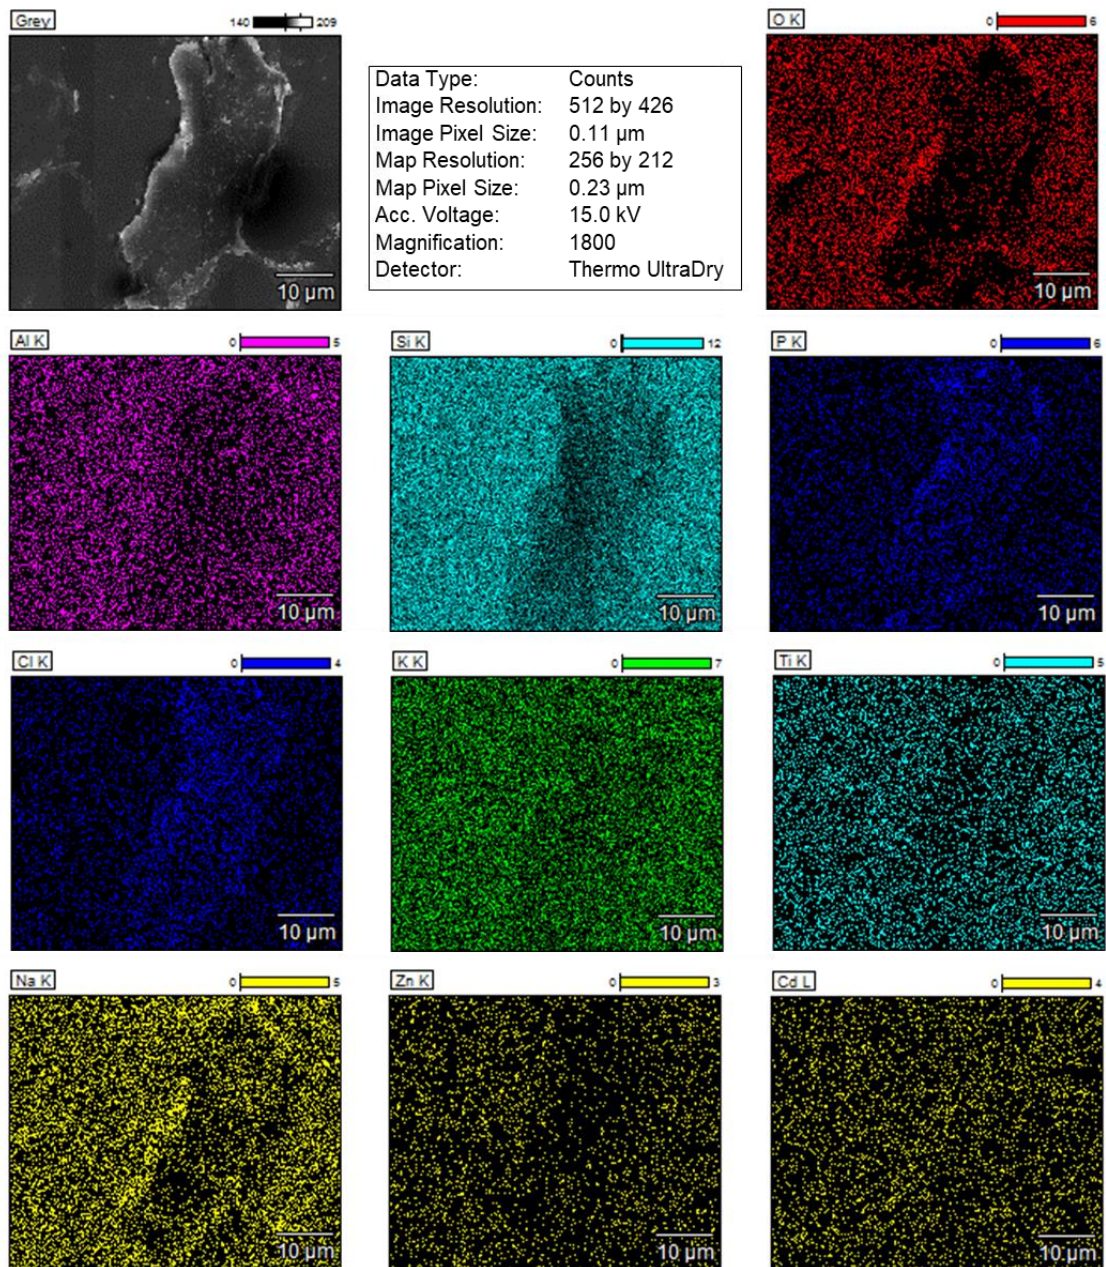 Grey 140 209
10 µm
Data Type: Counts
Image Resolution: 512 by 426
Image Pixel Size: 0.11 µm
Map Resolution: 256 by 212
Map Pixel Size: 0.23 µm
Acc. Voltage: 15.0 kV
Magnification: 1800
Detector: Thermo UltraDry
O K 0 6
10 µm
Al K 0 5
10 µm
Si K 0 12
10 µm
P K 0 6
10 µm
Cl K 0 4
10 µm
K K 0 7
10 µm
Ti K 0 5
10 µm
Na K 0 5
10 µm
Zn K 0 3
10 µm
Cd L 0 4
10 µm